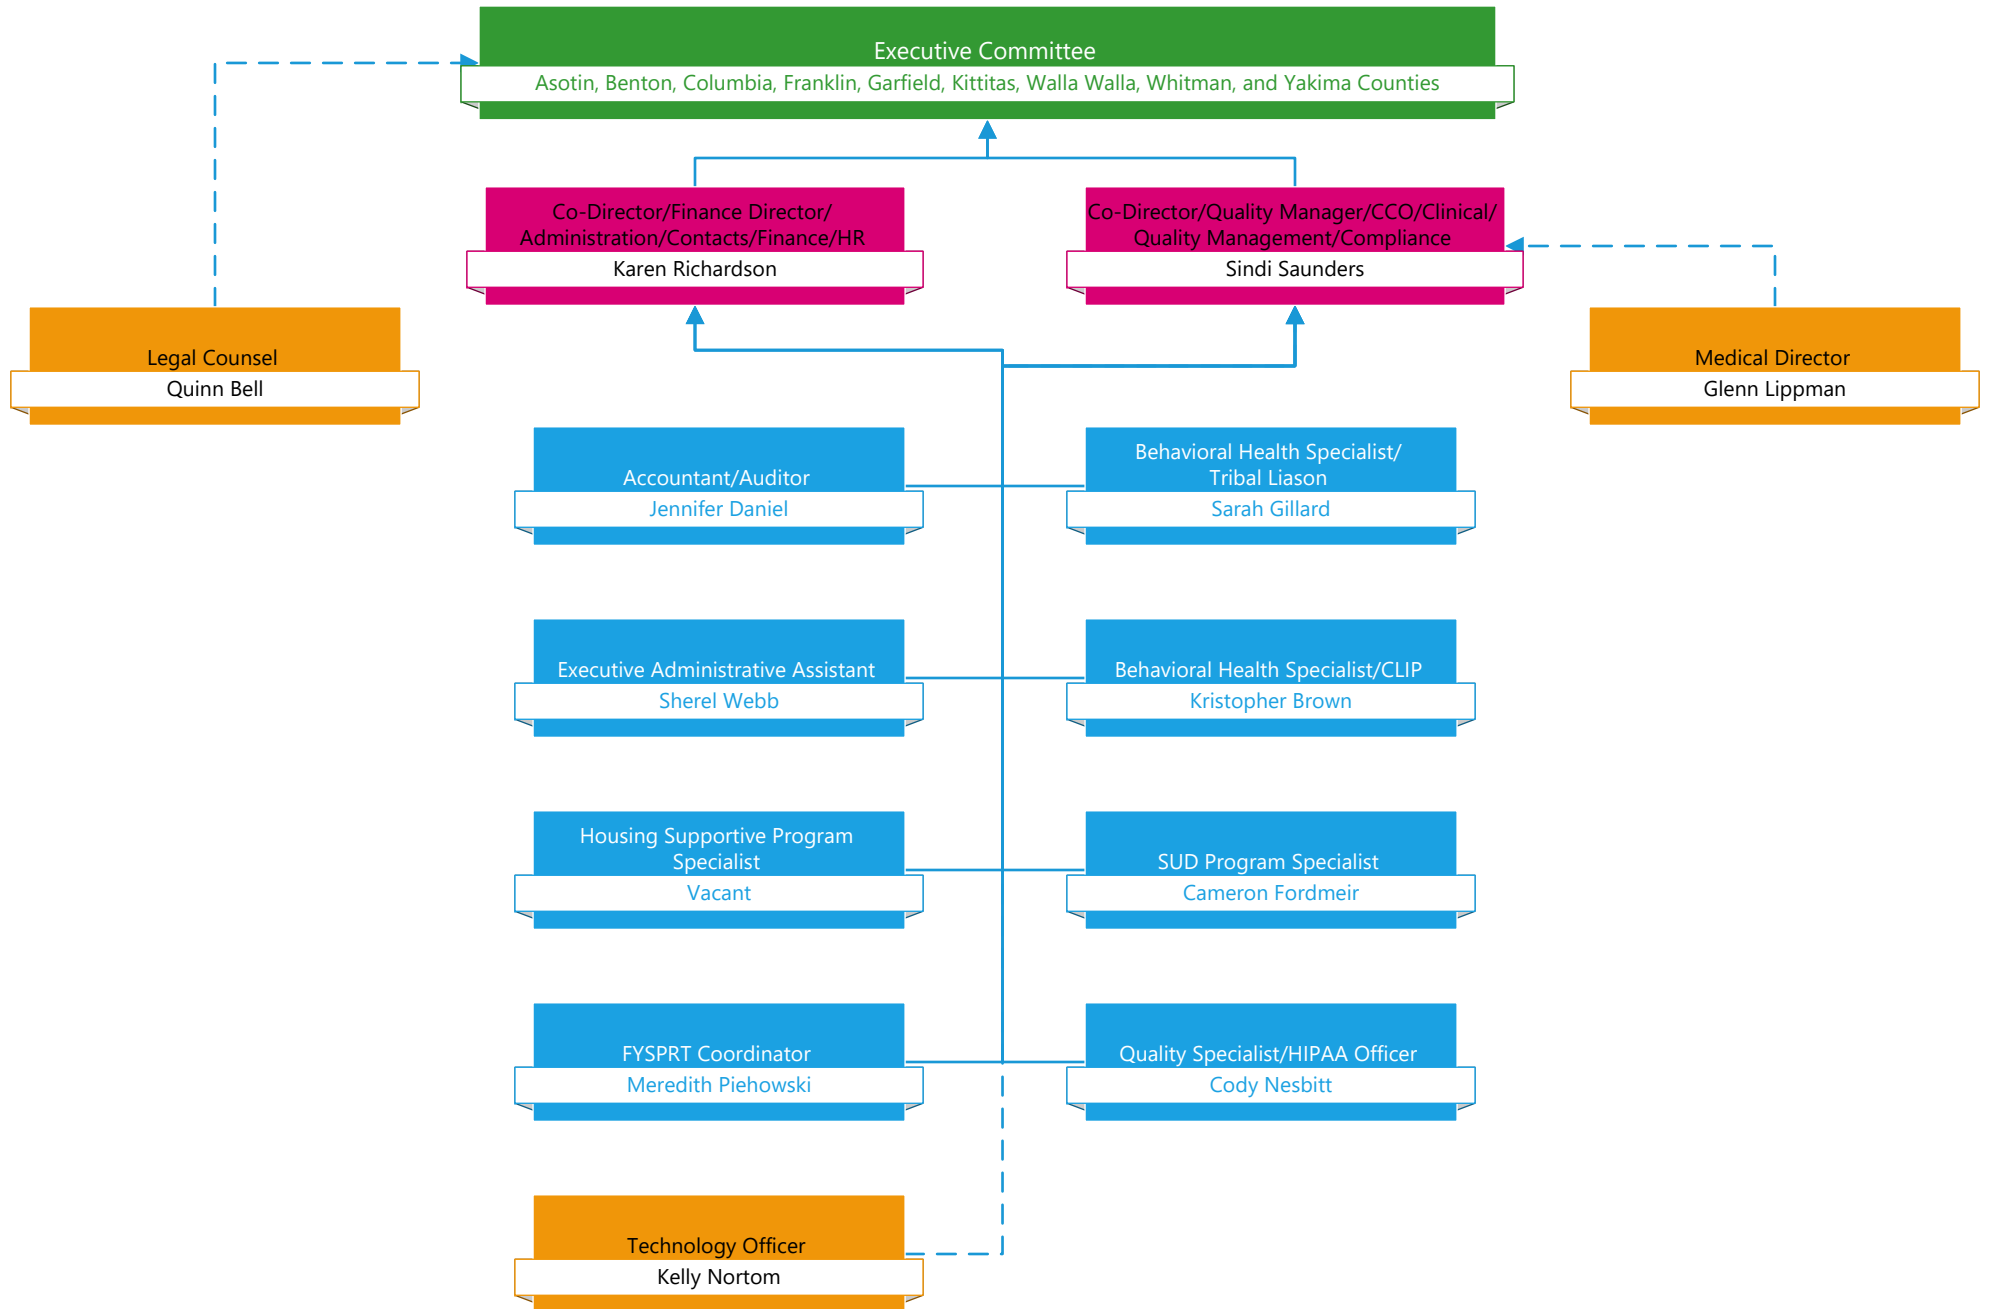 Executive Committee
Asotin, Benton, Columbia, Franklin, Garfield, Kittitas, Walla Walla, Whitman, and Yakima Counties
Co-Director/Finance Director/
Administration/Contacts/Finance/HR
Karen Richardson
Co-Director/Quality Manager/CCO/Clinical/
Quality Management/Compliance
Sindi Saunders
Legal Counsel
Quinn Bell
Medical Director
Glenn Lippman
Accountant/Auditor
Jennifer Daniel
Behavioral Health Specialist/
Tribal Liason
Sarah Gillard
Executive Administrative Assistant
Sherel Webb
Behavioral Health Specialist/CLIP
Kristopher Brown
Housing Supportive Program
Specialist
Vacant
SUD Program Specialist
Cameron Fordmeir
FYSPRT Coordinator
Meredith Piehowski
Quality Specialist/HIPAA Officer
Cody Nesbitt
Technology Officer
Kelly Nortom